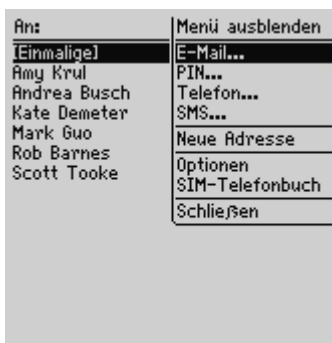 An:
[Einmalige]
Amy Krul
Andrea Busch
Kate Demeter
Mark Guo
Rob Barnes
Scott Tooke
Menü ausblenden
E-Mail...
PIN...
Telefon...
SMS...
Neue Adresse
Optionen
SIM-Telefonbuch
Schließen